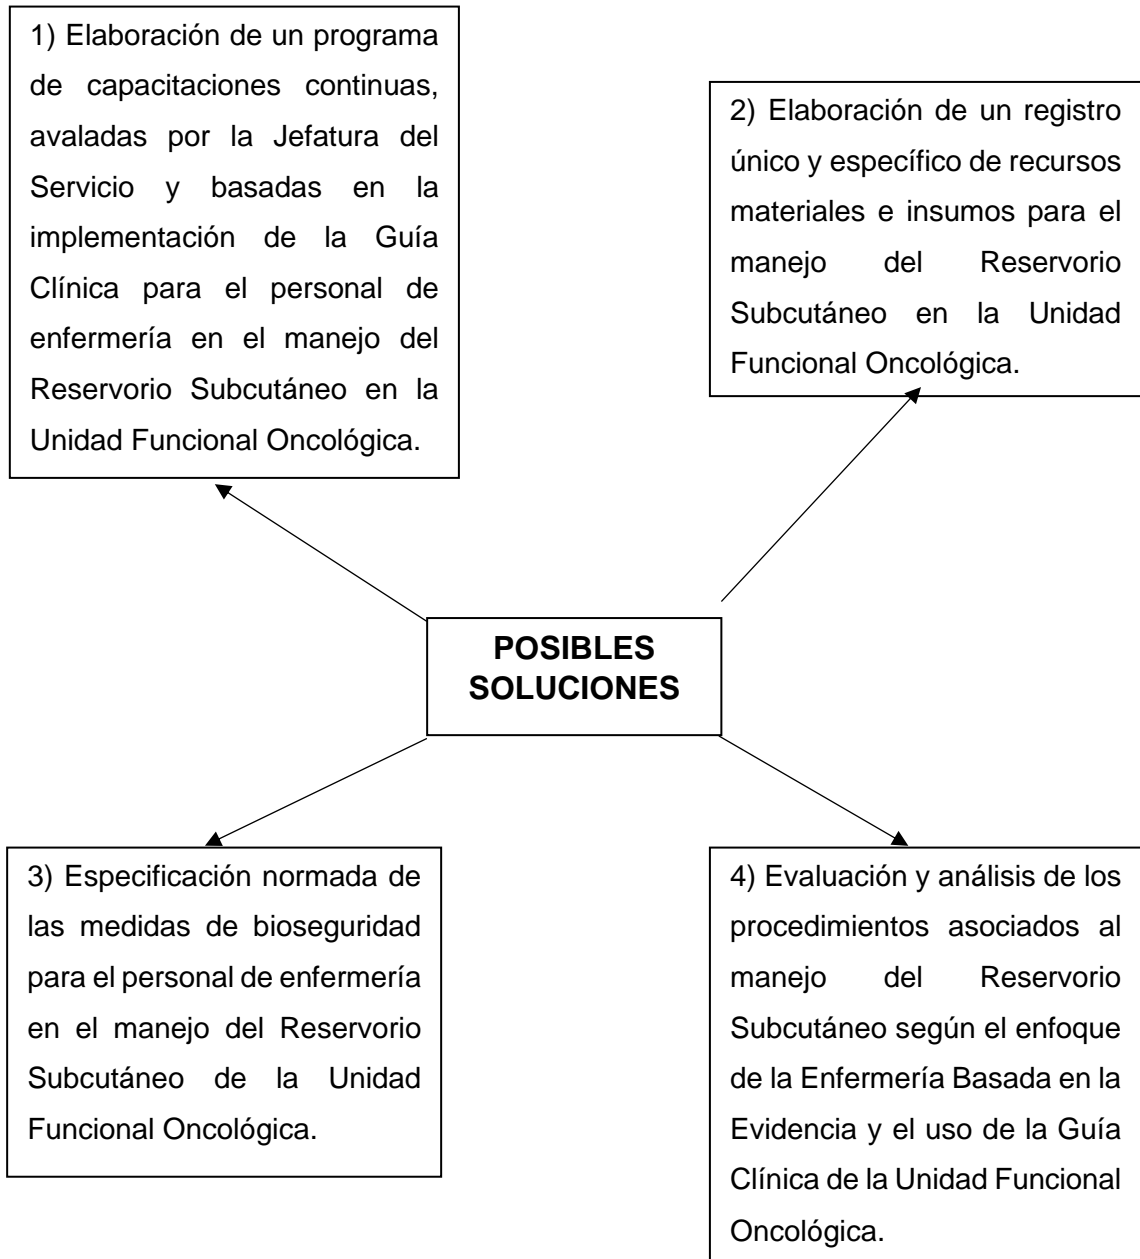 1) Elaboración de un programa
de capacitaciones continuas,
avaladas por la Jefatura del
Servicio y basadas en la
implementación de la Guía
Clínica para el personal de
enfermería en el manejo del
Reservorio Subcutáneo en la
Unidad Funcional Oncológica.
2) Elaboración de un registro
único y específico de recursos
materiales e insumos para el
manejo del Reservorio
Subcutáneo en la Unidad
Funcional Oncológica.
POSIBLES
SOLUCIONES
3) Especificación normada de
las medidas de bioseguridad
para el personal de enfermería
en el manejo del Reservorio
Subcutáneo de la Unidad
Funcional Oncológica.
4) Evaluación y análisis de los
procedimientos asociados al
manejo del Reservorio
Subcutáneo según el enfoque
de la Enfermería Basada en la
Evidencia y el uso de la Guía
Clínica de la Unidad Funcional
Oncológica.